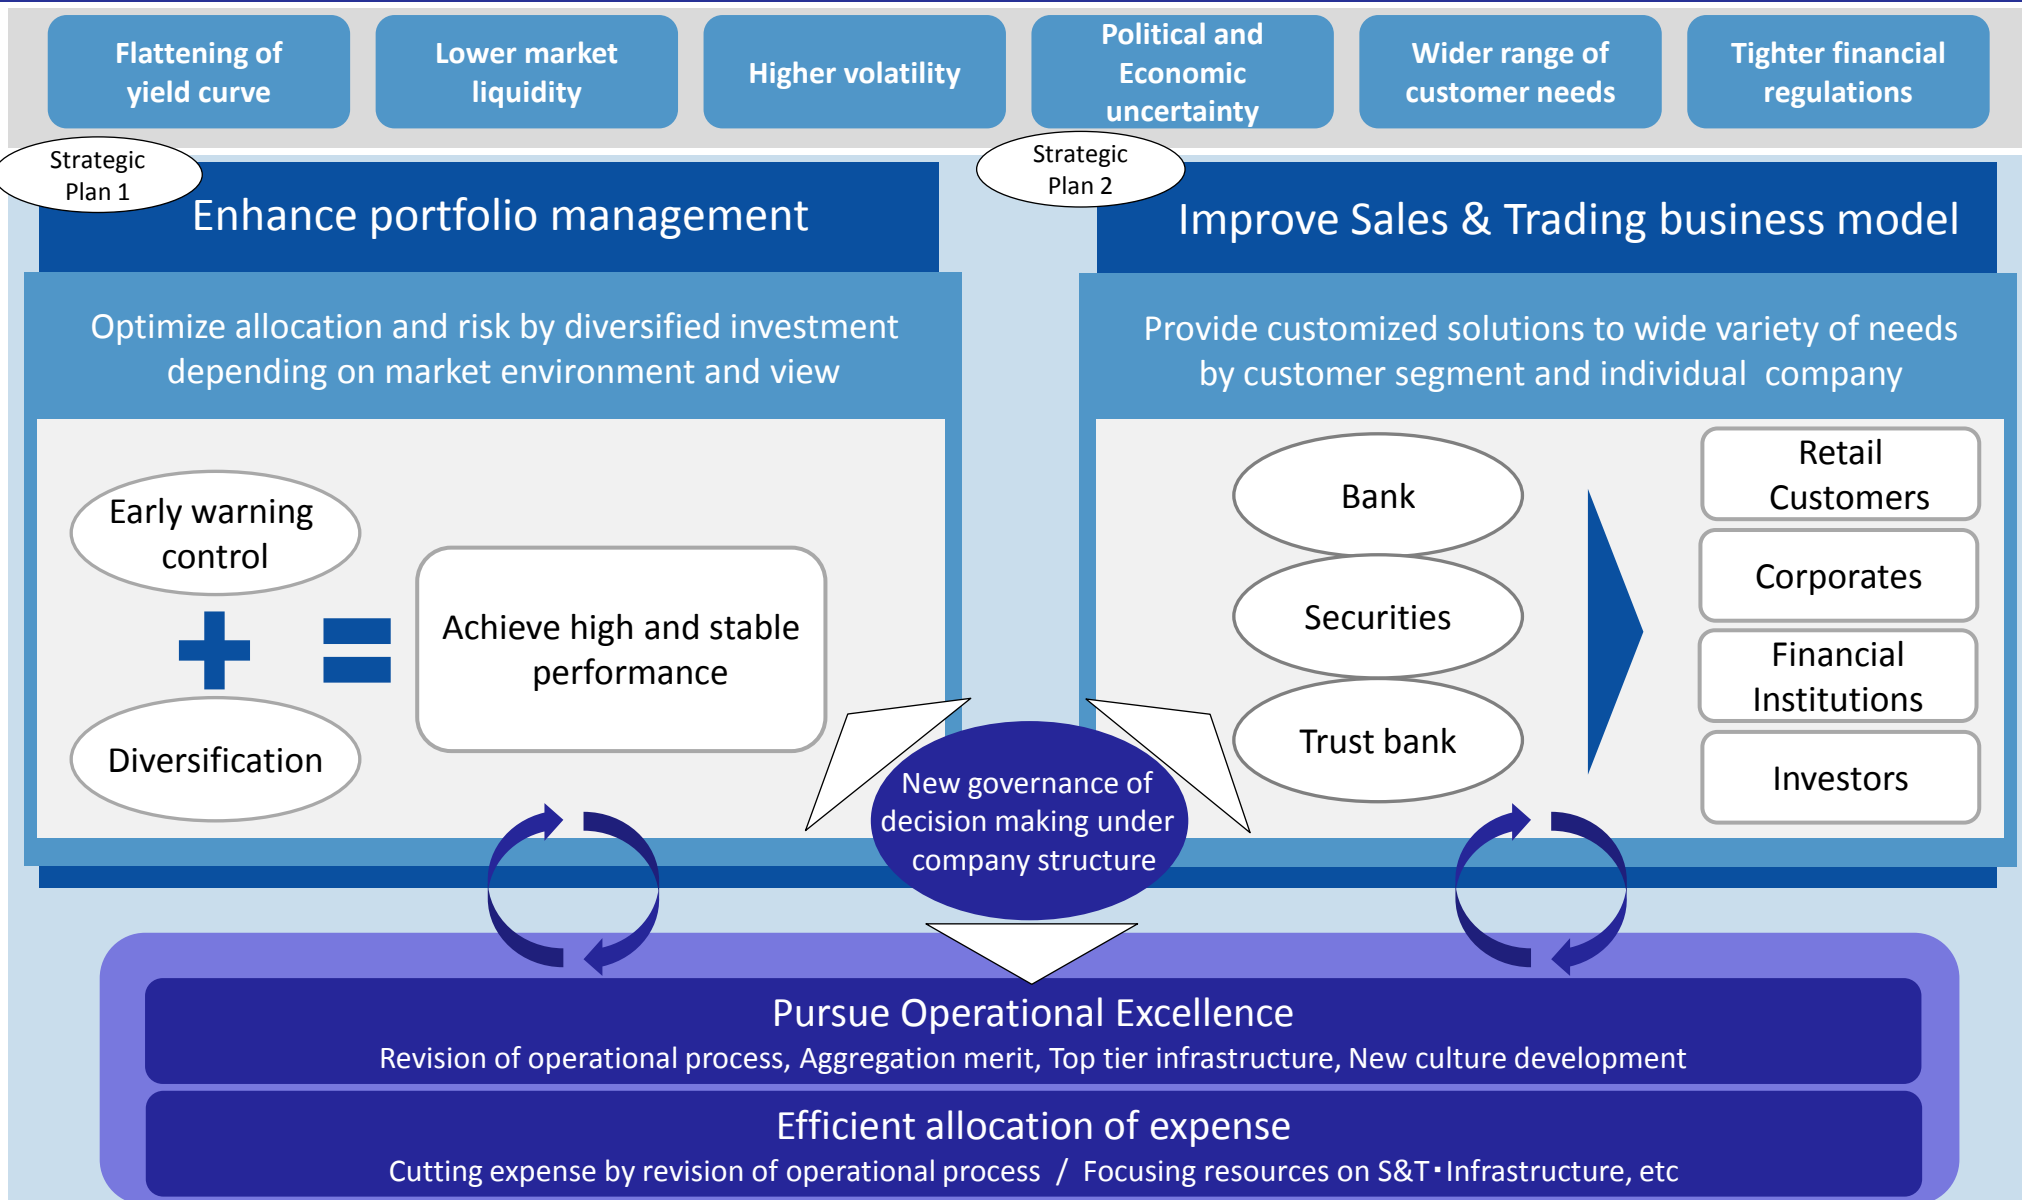 Flattening of
yield curve
Lower market
liquidity
Higher volatility
Political and
Economic
uncertainty
Wider range of
customer needs
Tighter financial
regulations
Strategic
Plan 1
Enhance portfolio management
Optimize allocation and risk by diversified investment
depending on market environment and view
Early warning
control
Diversification
Achieve high and stable
performance
Strategic
Plan 2
Improve Sales & Trading business model
Provide customized solutions to wide variety of needs
by customer segment and individual company
Bank
Securities
Trust bank
Retail
Customers
Corporates
Financial
Institutions
Investors
New governance of
decision making under
company structure
Pursue Operational Excellence
Revision of operational process, Aggregation merit, Top tier infrastructure, New culture development
Efficient allocation of expense
Cutting expense by revision of operational process / Focusing resources on S&T・Infrastructure, etc